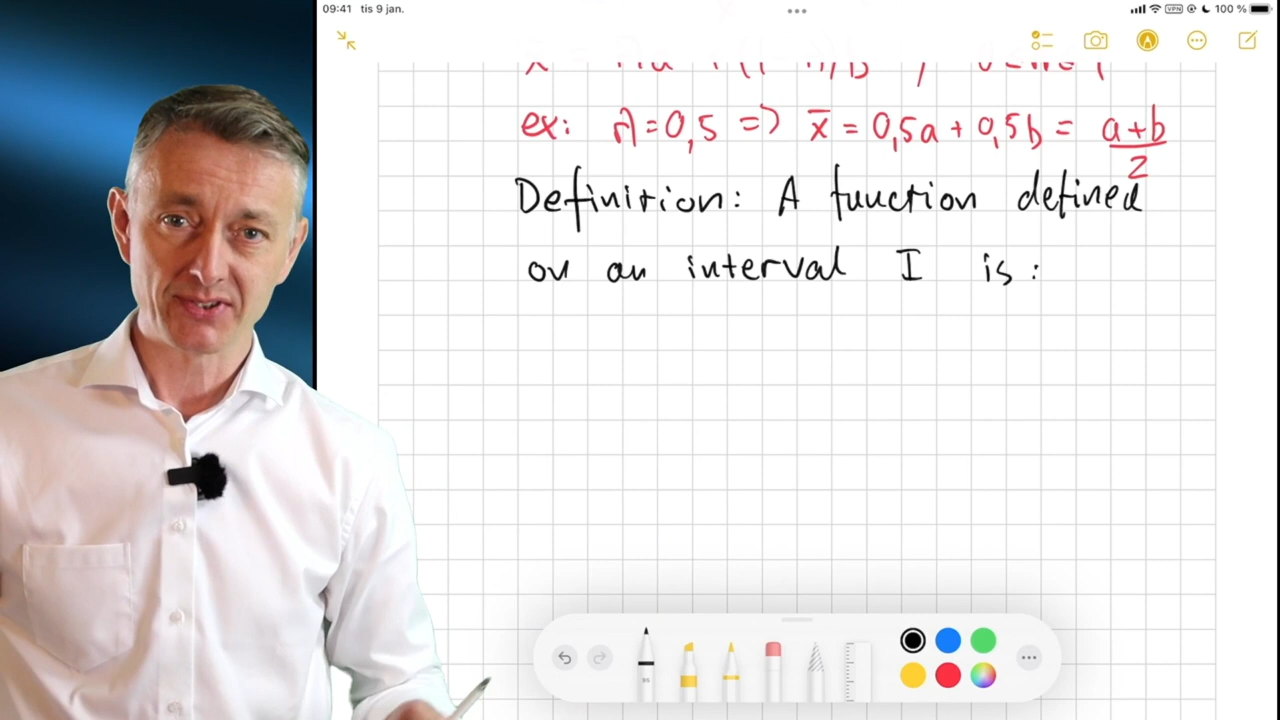 09:41 tis 9 jan.
VPN 100 %
ex: λ=0,5 => x̄ = 0,5a + 0,5b = a+b/2
Definition: A function defined
on an interval I is: